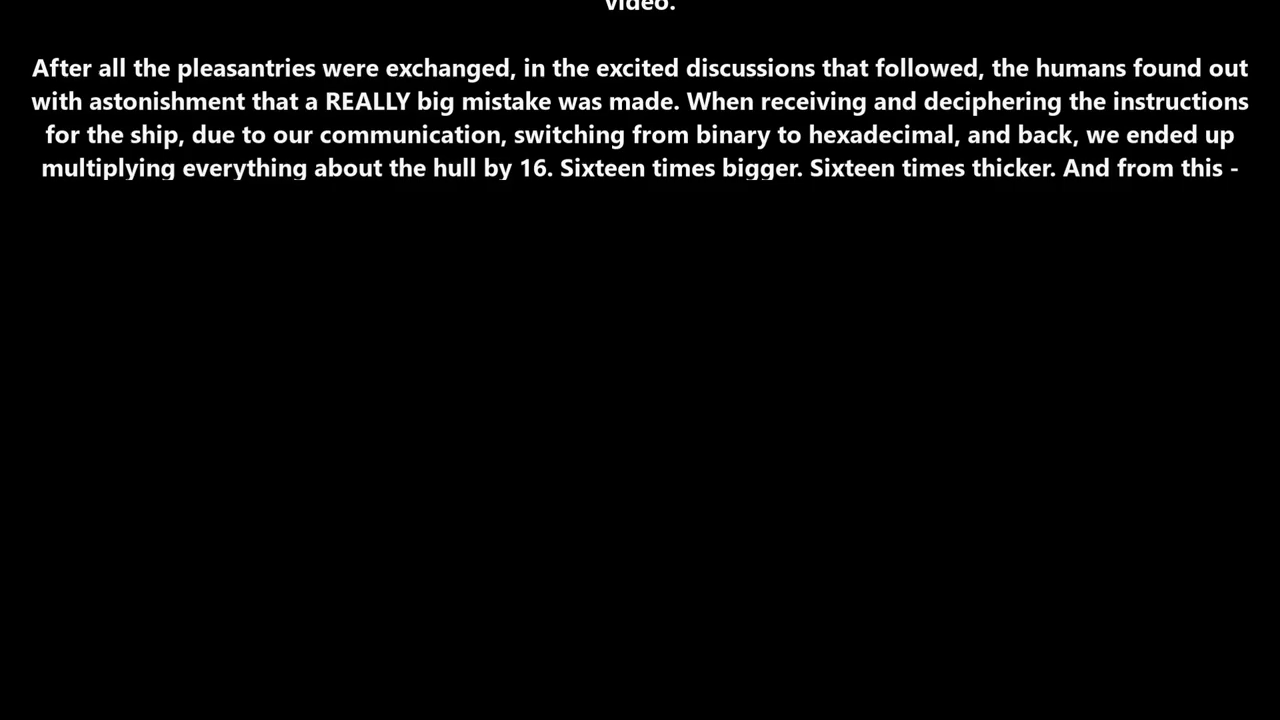 video.
After all the pleasantries were exchanged, in the excited discussions that followed, the humans found out
with astonishment that a REALLY big mistake was made. When receiving and deciphering the instructions
for the ship, due to our communication, switching from binary to hexadecimal, and back, we ended up
multiplying everything about the hull by 16. Sixteen times bigger. Sixteen times thicker. And from this -